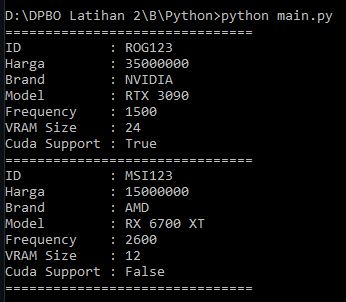 D:\DPBO Latihan 2\B\Python>python main.py
===============================
ID           : ROG123
Harga        : 35000000
Brand        : NVIDIA
Model        : RTX 3090
Frequency    : 1500
VRAM Size    : 24
Cuda Support : True
===============================
ID           : MSI123
Harga        : 15000000
Brand        : AMD
Model        : RX 6700 XT
Frequency    : 2600
VRAM Size    : 12
Cuda Support : False
===============================